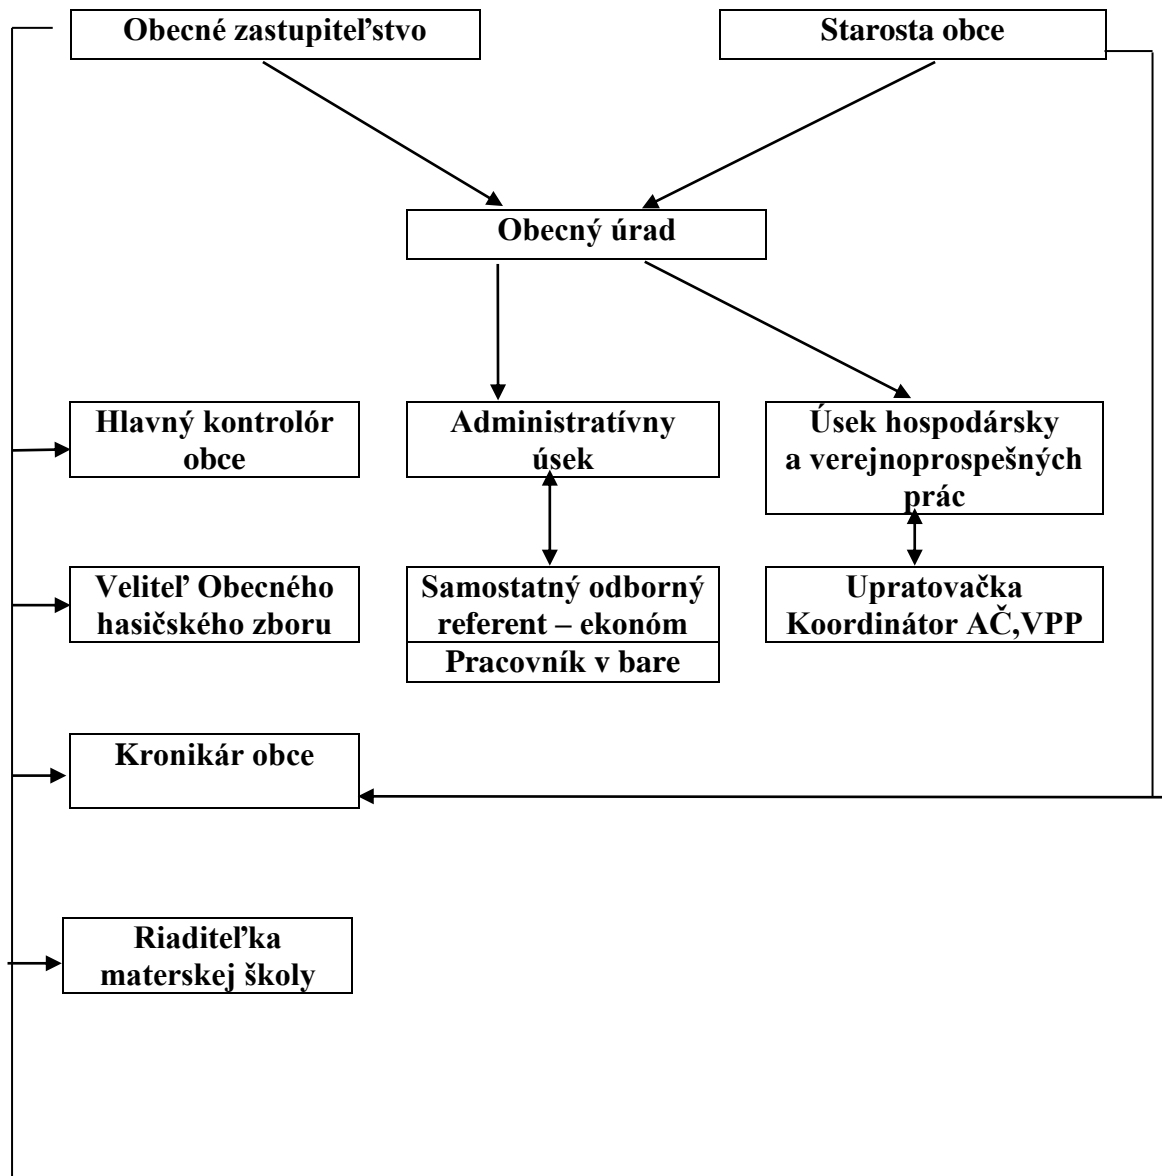 Obecné zastupiteľstvo
Starosta obce
Obecný úrad
Hlavný kontrolór
obce
Administratívny
úsek
Úsek hospodársky
a verejnoprospešných
prác
Veliteľ Obecného
hasičského zboru
Samostatný odborný
referent – ekonóm
Pracovník v bare
Upratovačka
Koordinátor AČ,VPP
Kronikár obce
Riaditeľka
materskej školy